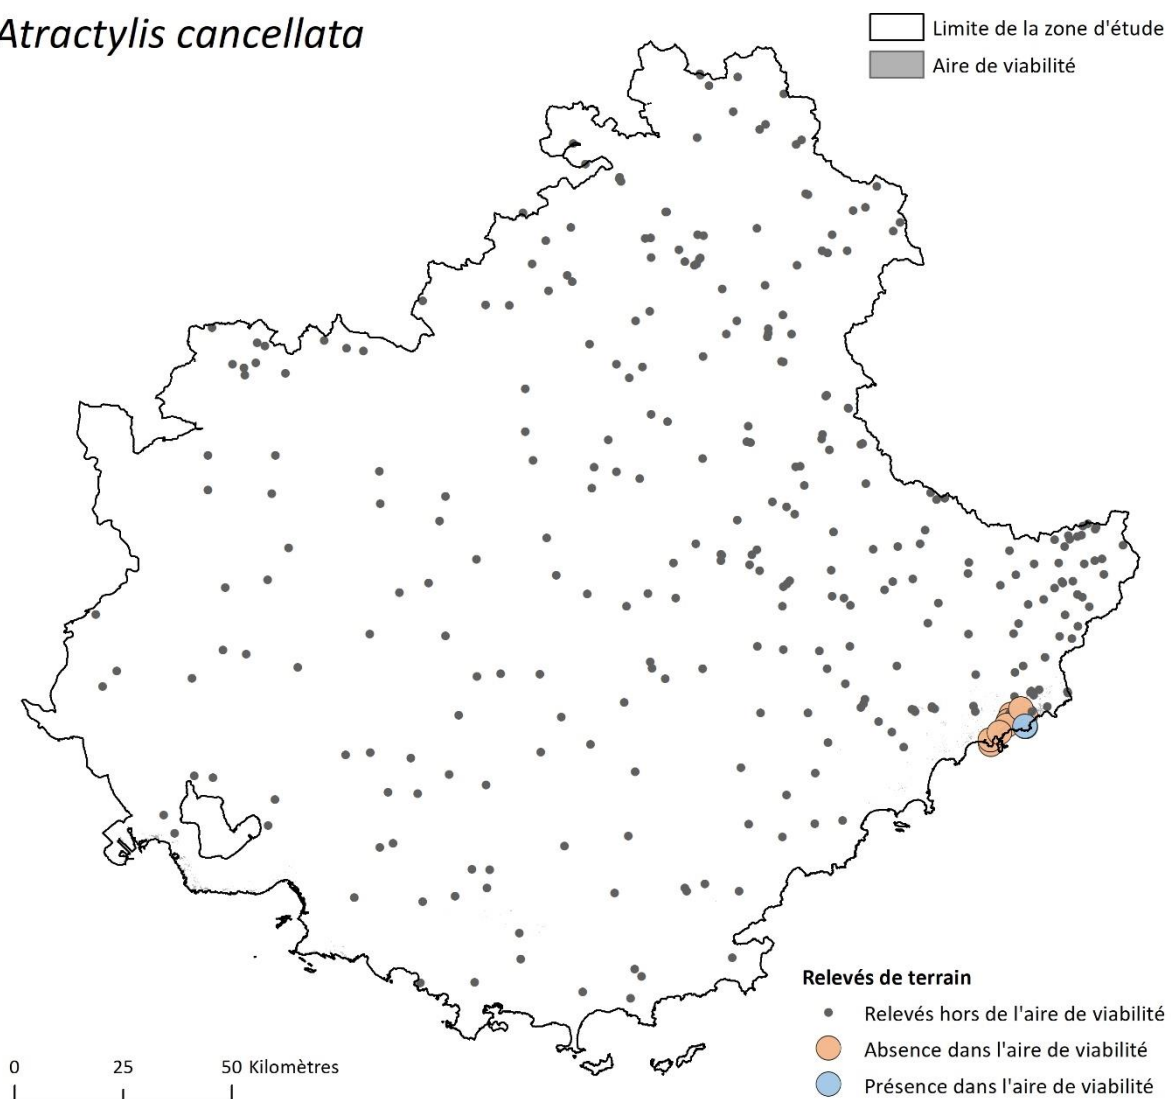 Atractylis cancellata
Limite de la zone d'étude
Aire de viabilité
Relevés de terrain
Relevés hors de l'aire de viabilité
Absence dans l'aire de viabilité
Présence dans l'aire de viabilité
0 25 50 Kilomètres